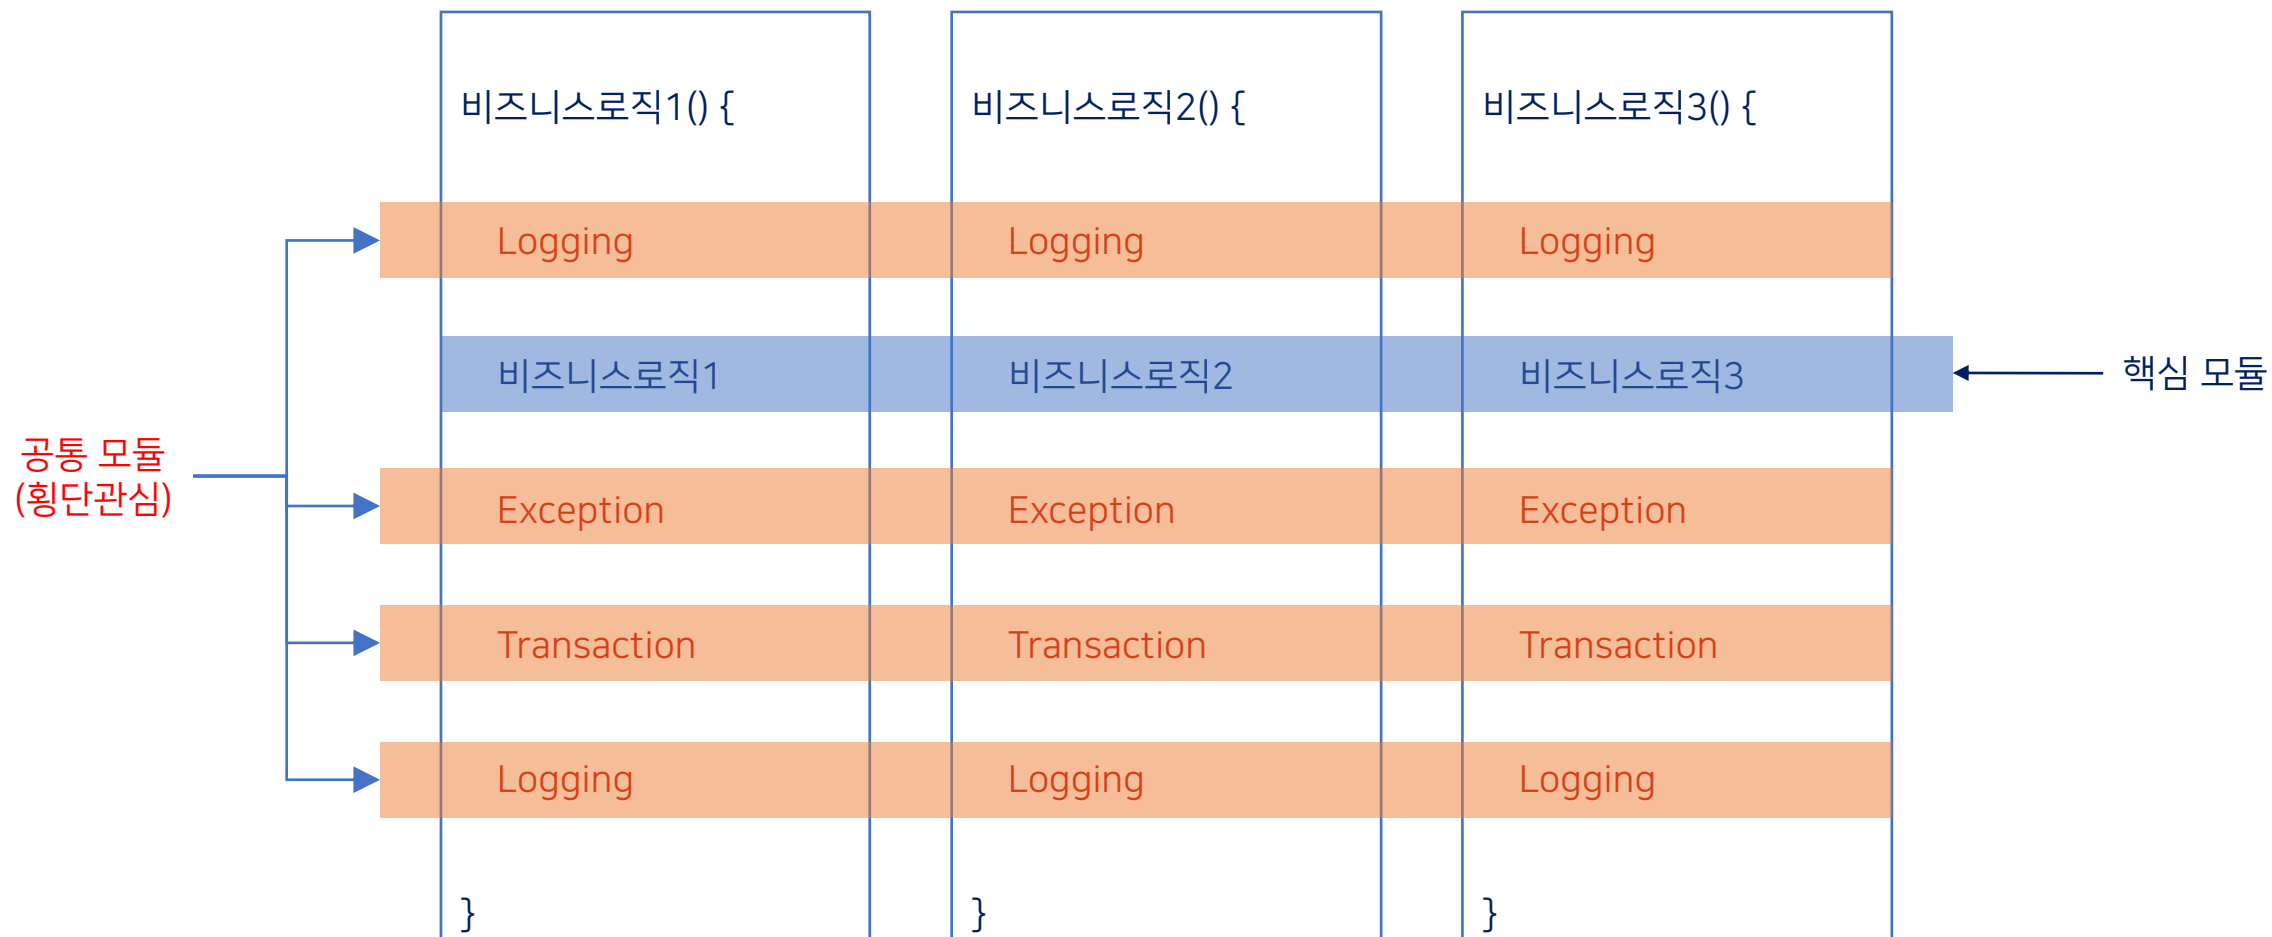 비즈니스로직1() {
비즈니스로직2() {
비즈니스로직3() {
Logging
Logging
Logging
비즈니스로직1
비즈니스로직2
비즈니스로직3
핵심 모듈
공통 모듈
(횡단관심)
Exception
Exception
Exception
Transaction
Transaction
Transaction
Logging
Logging
Logging
}
}
}